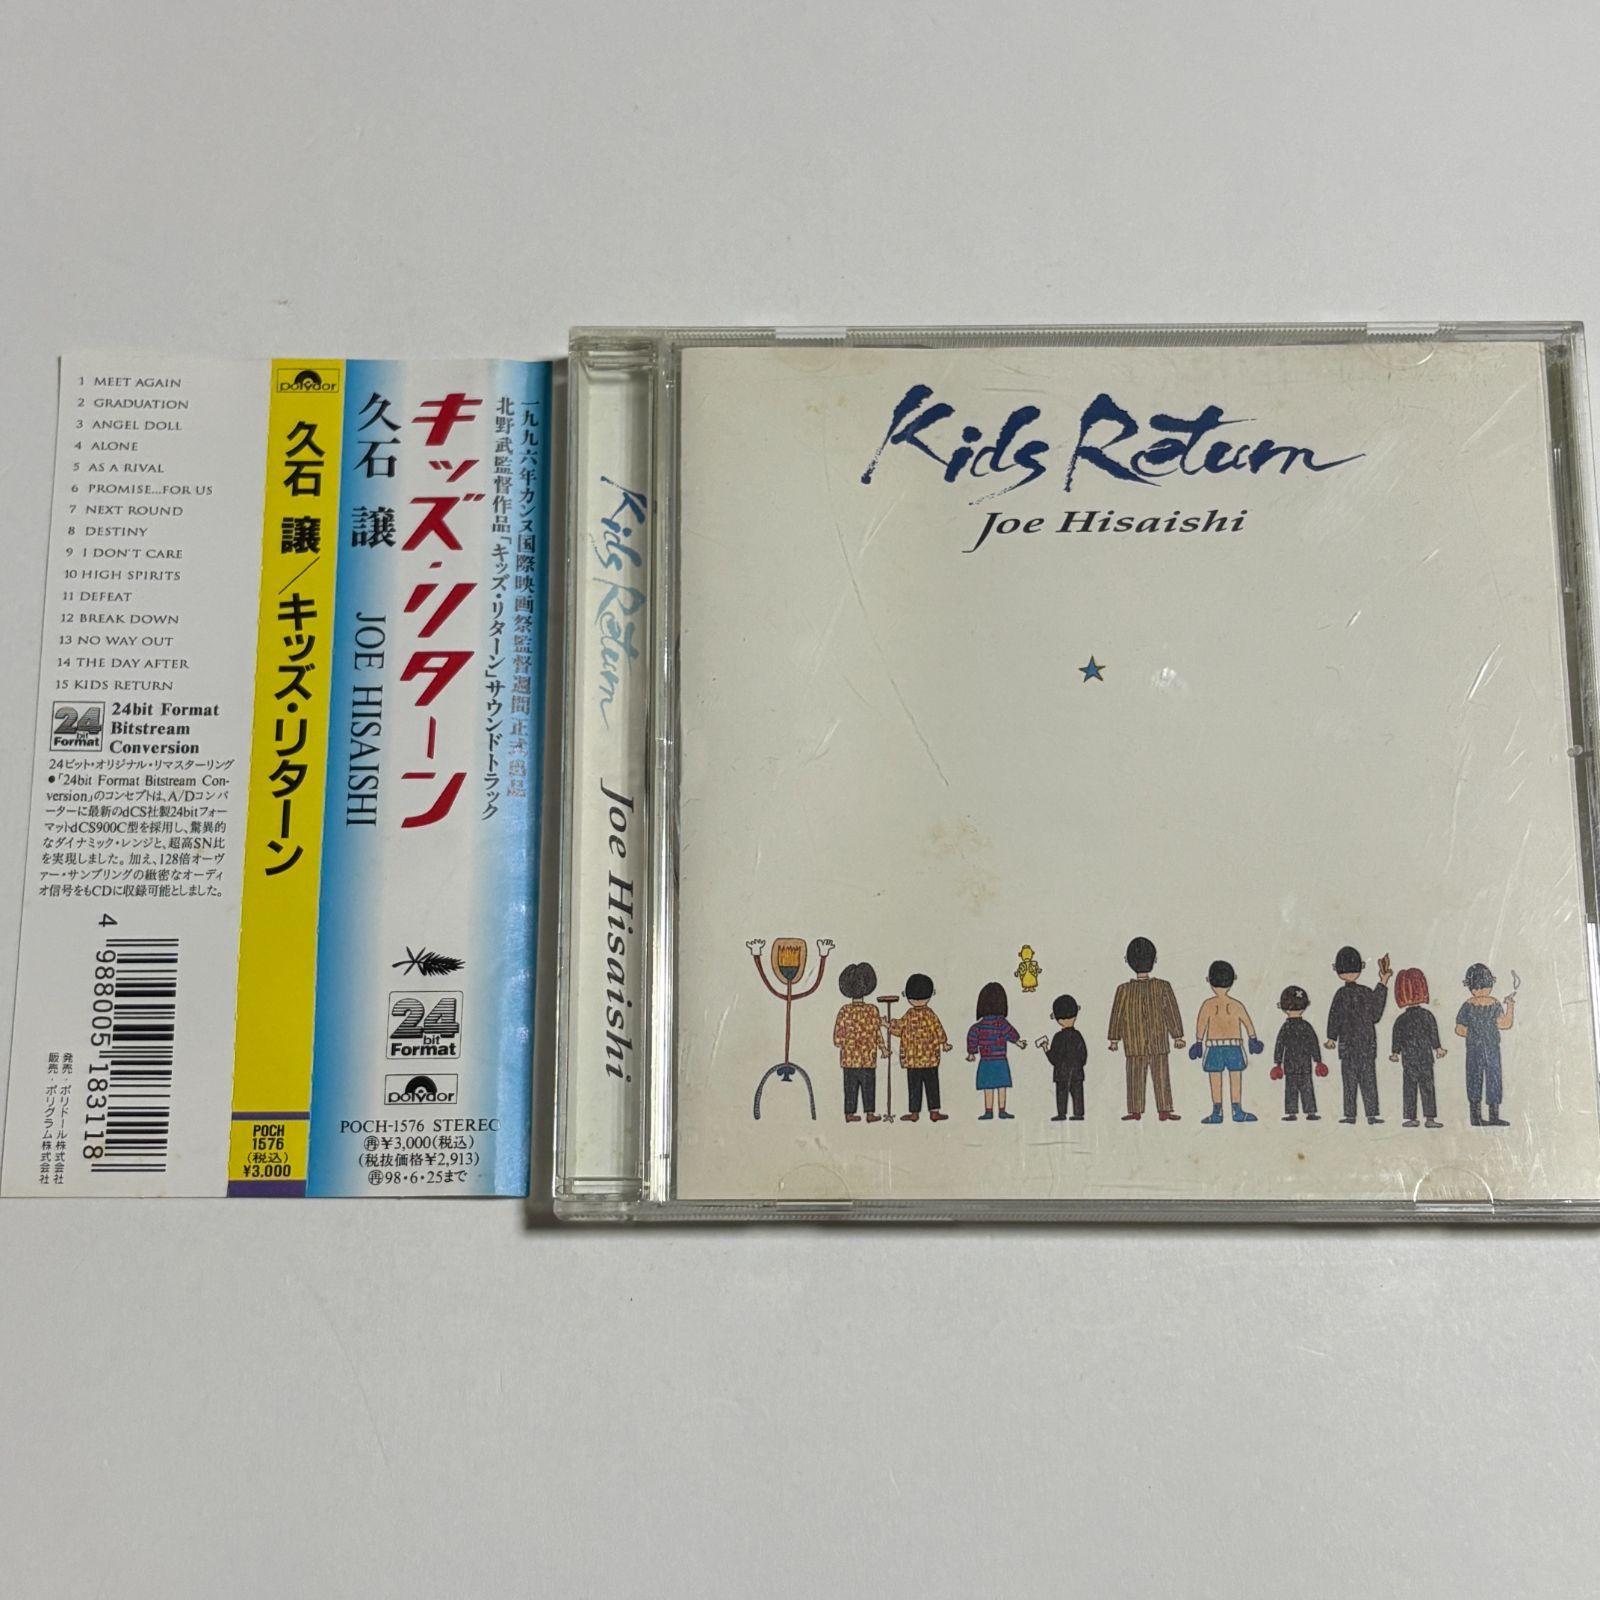 1 MEET AGAIN
2 GRADUATION
3 ANGEL DOLL
4 ALONE
5 AS A RIVAL
6 PROMISE...FOR US
7 NEXT ROUND
8 DESTINY
9 I DON'T CARE
10 HIGH SPIRITS
11 DEFEAT
12 BREAK DOWN
13 NO WAY OUT
14 THE DAY AFTER
15 KIDS RETURN
24 bit Format
24bit Format
Bitstream
Conversion
24ビット・オリジナル・リマスターリング
●「24bit Format Bitstream Con-
version」のコンセプトは、A/Dコンバ
ーターに最新のdCS社製24bitフォー
マットdCS900C型を採用し、驚異的
なダイナミック・レンジと、超高SN比
を実現しました。加え、128倍オーヴ
ァー・サンプリングの緻密なオーディ
オ信号をもCDに収録可能としました。
4 988005 183118
発売・ポリドール株式会社
販売・ポリグラム株式会社
polydor
久石 譲／キッズ・リターン
POCH
1576
(税込)
¥3,000
一九九六年カンヌ国際映画祭監督週間正式
北野武監督作品「キッズ・リターン」サウンドトラック
キッズ・リターン
久石 譲
JOE HISAISHI
24 bit Format
polydor
POCH-1576 STEREO
再¥3,000(税込)
(税抜価格¥2,913)
再98・6・25まで
Kids Return Joe Hisaishi
Kids Return
Joe Hisaishi